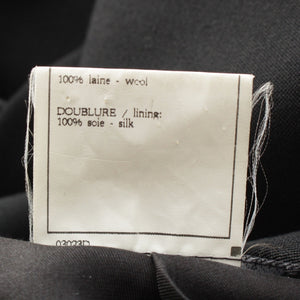 100% laine - wool
DOUBLURE / lining:
100% soie - silk
03023D